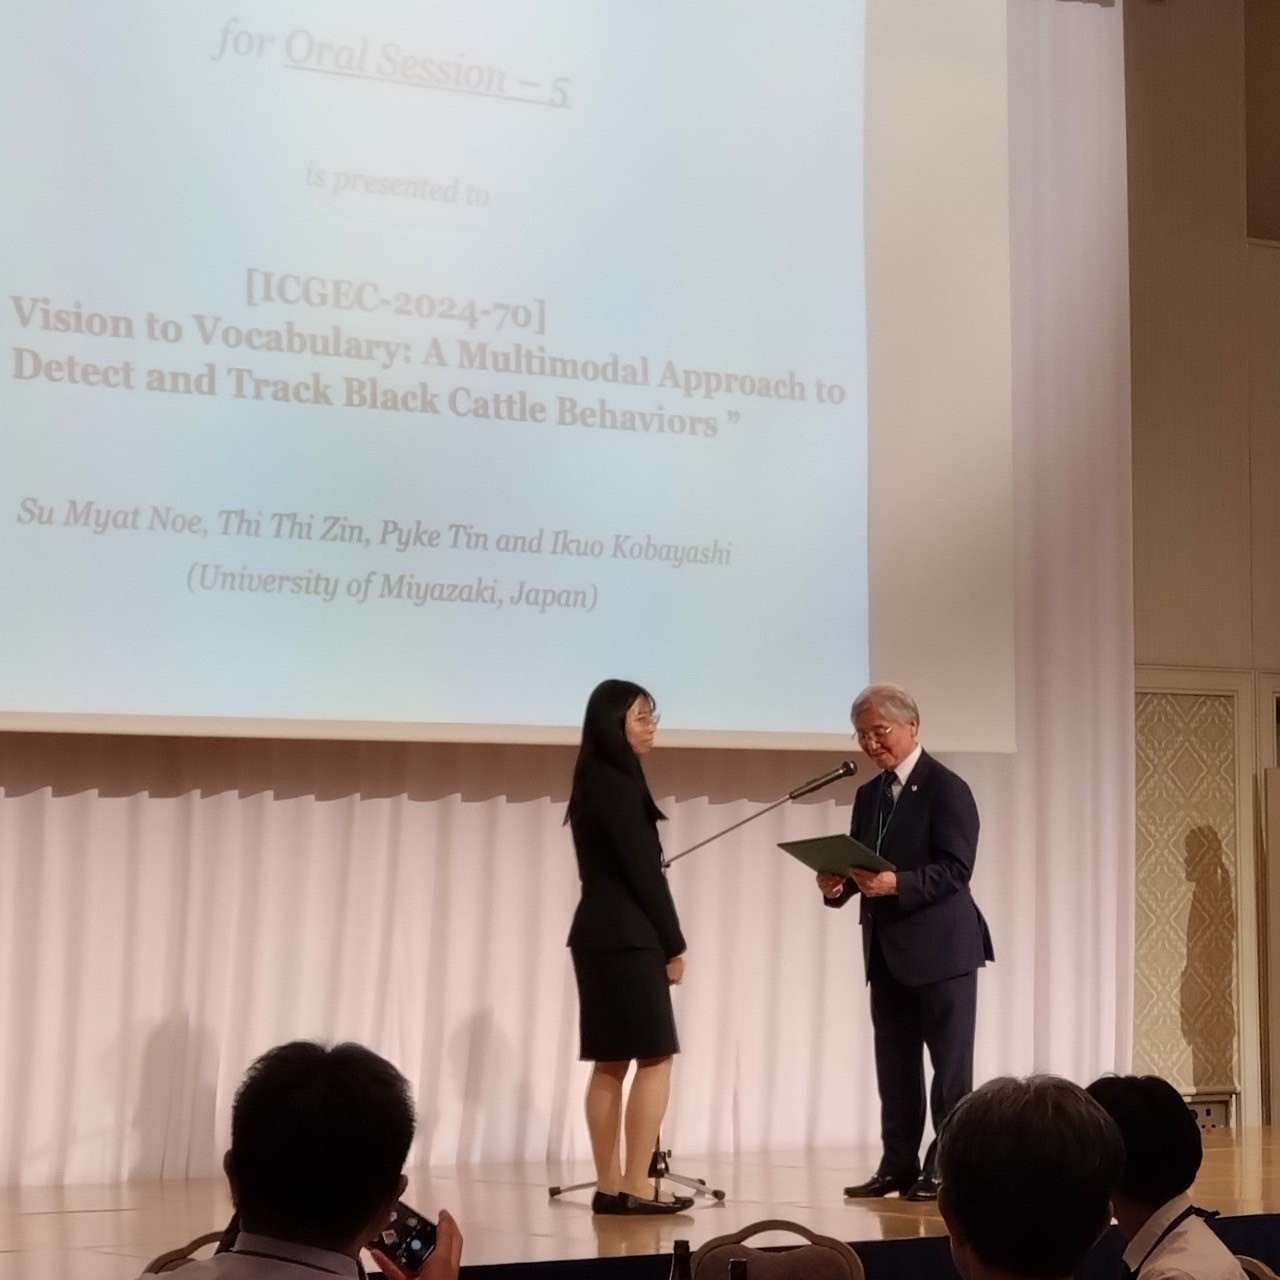 for Oral Session – 5
is presented to
[ICGEC-2024-70]
Vision to Vocabulary: A Multimodal Approach to
Detect and Track Black Cattle Behaviors ”
Su Myat Noe, Thi Thi Zin, Pyke Tin and Ikuo Kobayashi
(University of Miyazaki, Japan)